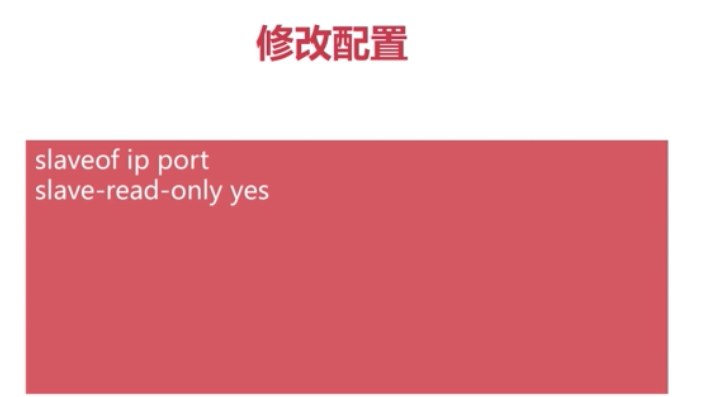 修改配置
slaveof ip port
slave-read-only yes